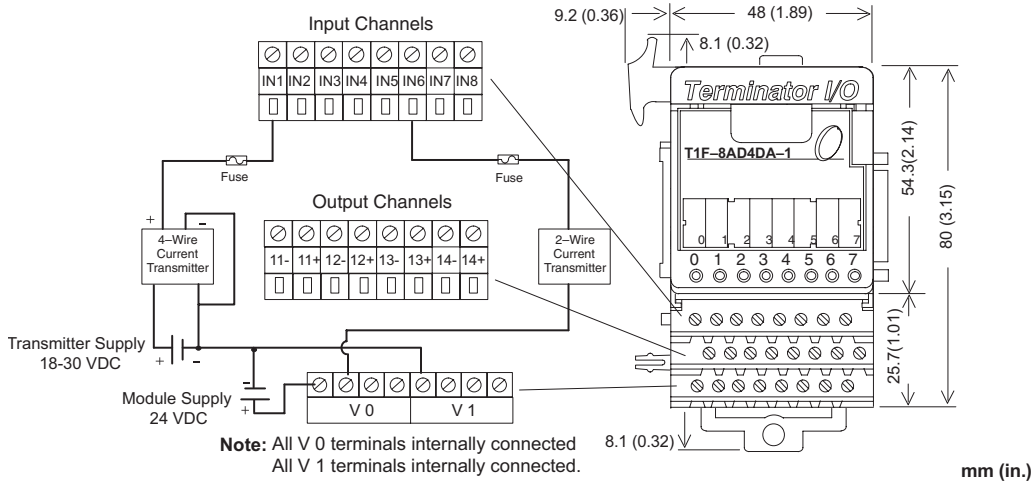 Input Channels
IN1 IN2 IN3 IN4 IN5 IN6 IN7 IN8
Fuse
Fuse
Output Channels
11- 11+ 12- 12+ 13- 13+ 14- 14+
+
-
4–Wire
Current
Transmitter
2–Wire
Current
Transmitter
Transmitter Supply
18-30 VDC
+
-
Module Supply
24 VDC
-
+
V 0
V 1
Note: All V 0 terminals internally connected
All V 1 terminals internally connected.
9.2 (0.36)
48 (1.89)
8.1 (0.32)
Terminator I/O
T1F–8AD4DA–1
0 1 2 3 4 5 6 7
0 1 2 3 4 5 6 7
54.3(2.14)
80 (3.15)
25.7(1.01)
8.1 (0.32)
mm (in.)